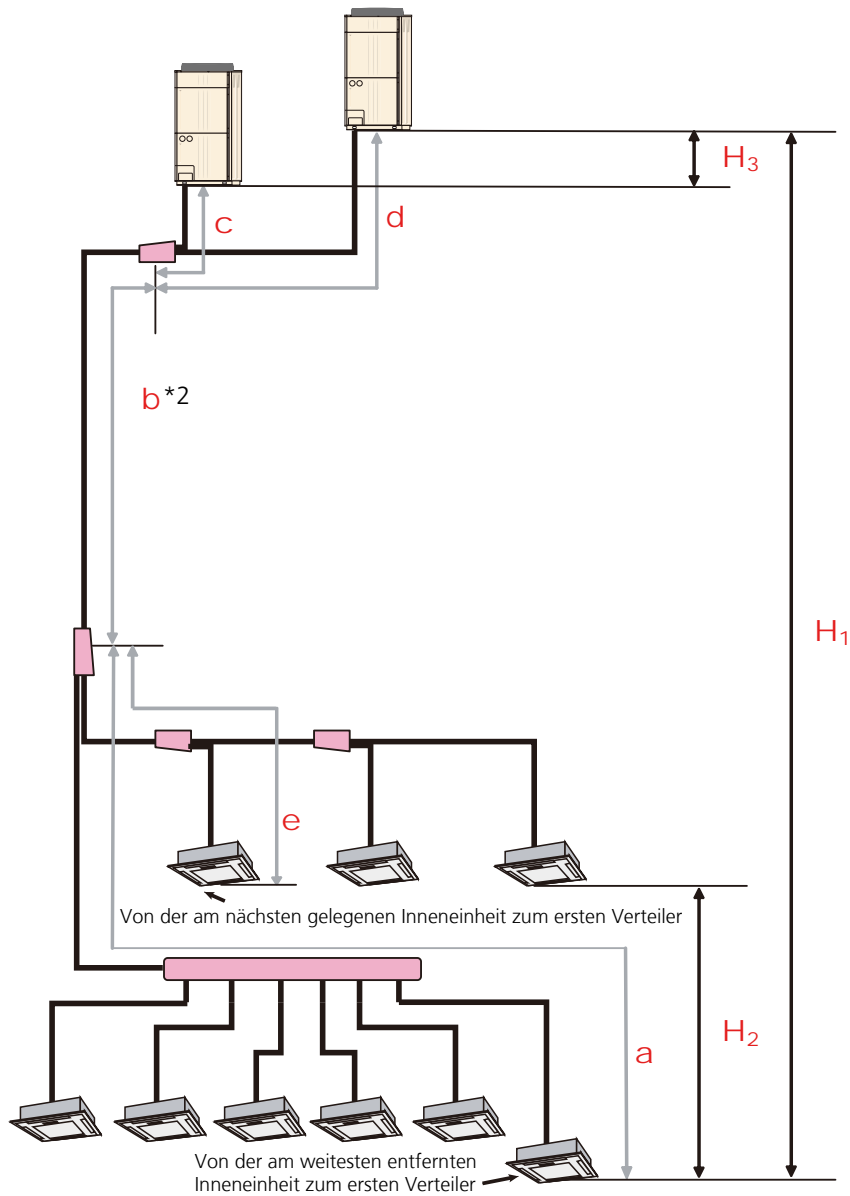 H₃
c
d
b*2
H₁
e
Von der am nächsten gelegenen Inneneinheit zum ersten Verteiler
H₂
a
Von der am weitesten entfernten
Inneneinheit zum ersten Verteiler